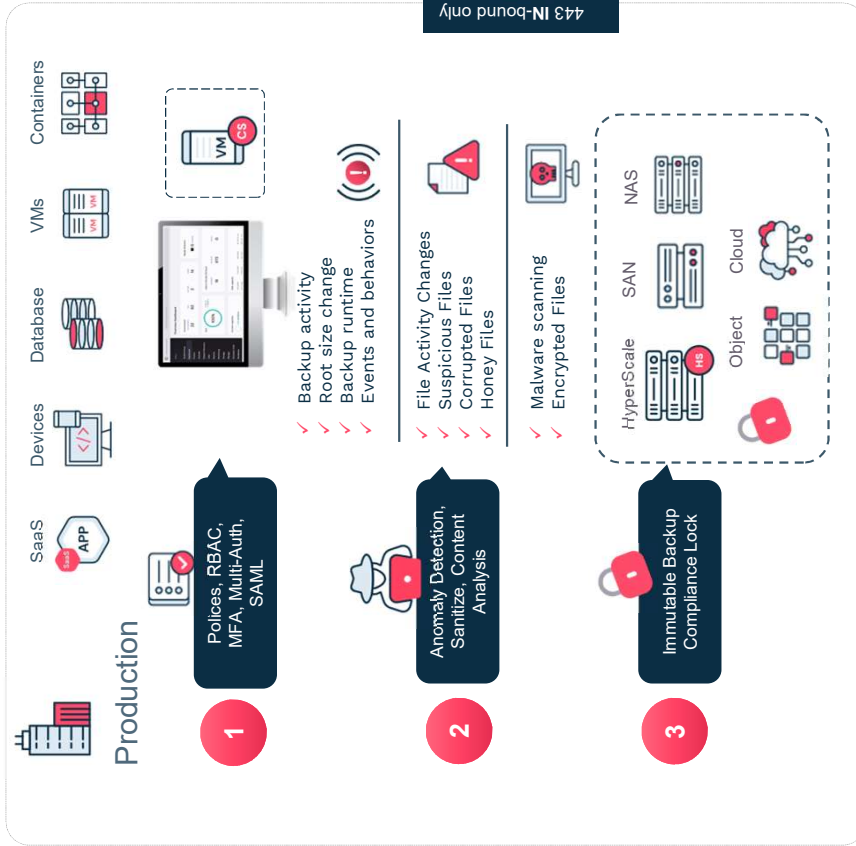 Production
SaaS
Devices
Database
VMs
Containers
SaaS
APP
</>
VM
VM
1
Polices, RBAC,
MFA, Multi-Auth,
SAML
VM
CS
Backup activity
Root size change
Backup runtime
Events and behaviors
2
Anomaly Detection,
Sanitize, Content
Analysis
File Activity Changes
Suspicious Files
Corrupted Files
Honey Files
Malware scanning
Encrypted Files
3
Immutable Backup
Compliance Lock
HyperScale
SAN
NAS
HS
Object
Cloud
443 IN-bound only